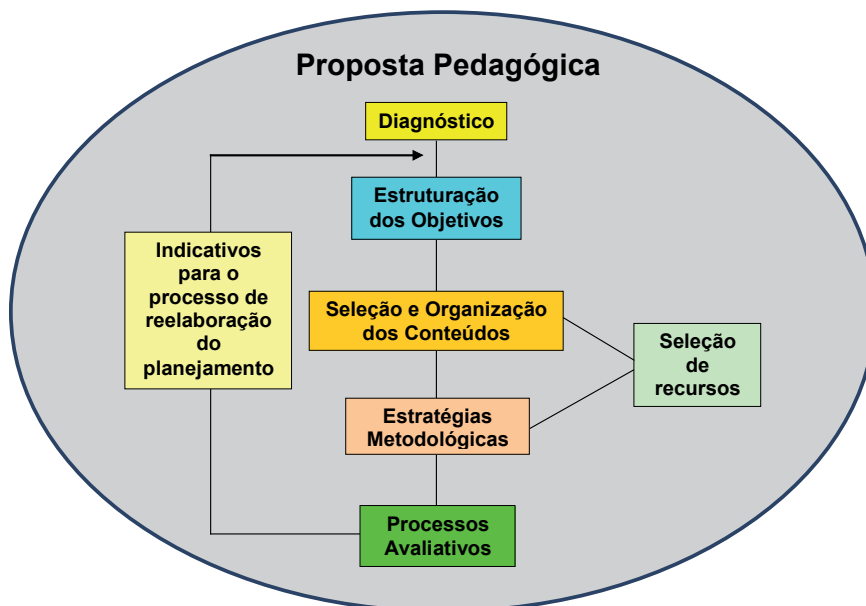 Proposta Pedagógica
Diagnóstico
Estruturação
dos Objetivos
Indicativos
para o
processo de
reelaboração
do
planejamento
Seleção e Organização
dos Conteúdos
Seleção
de
recursos
Estratégias
Metodológicas
Processos
Avaliativos